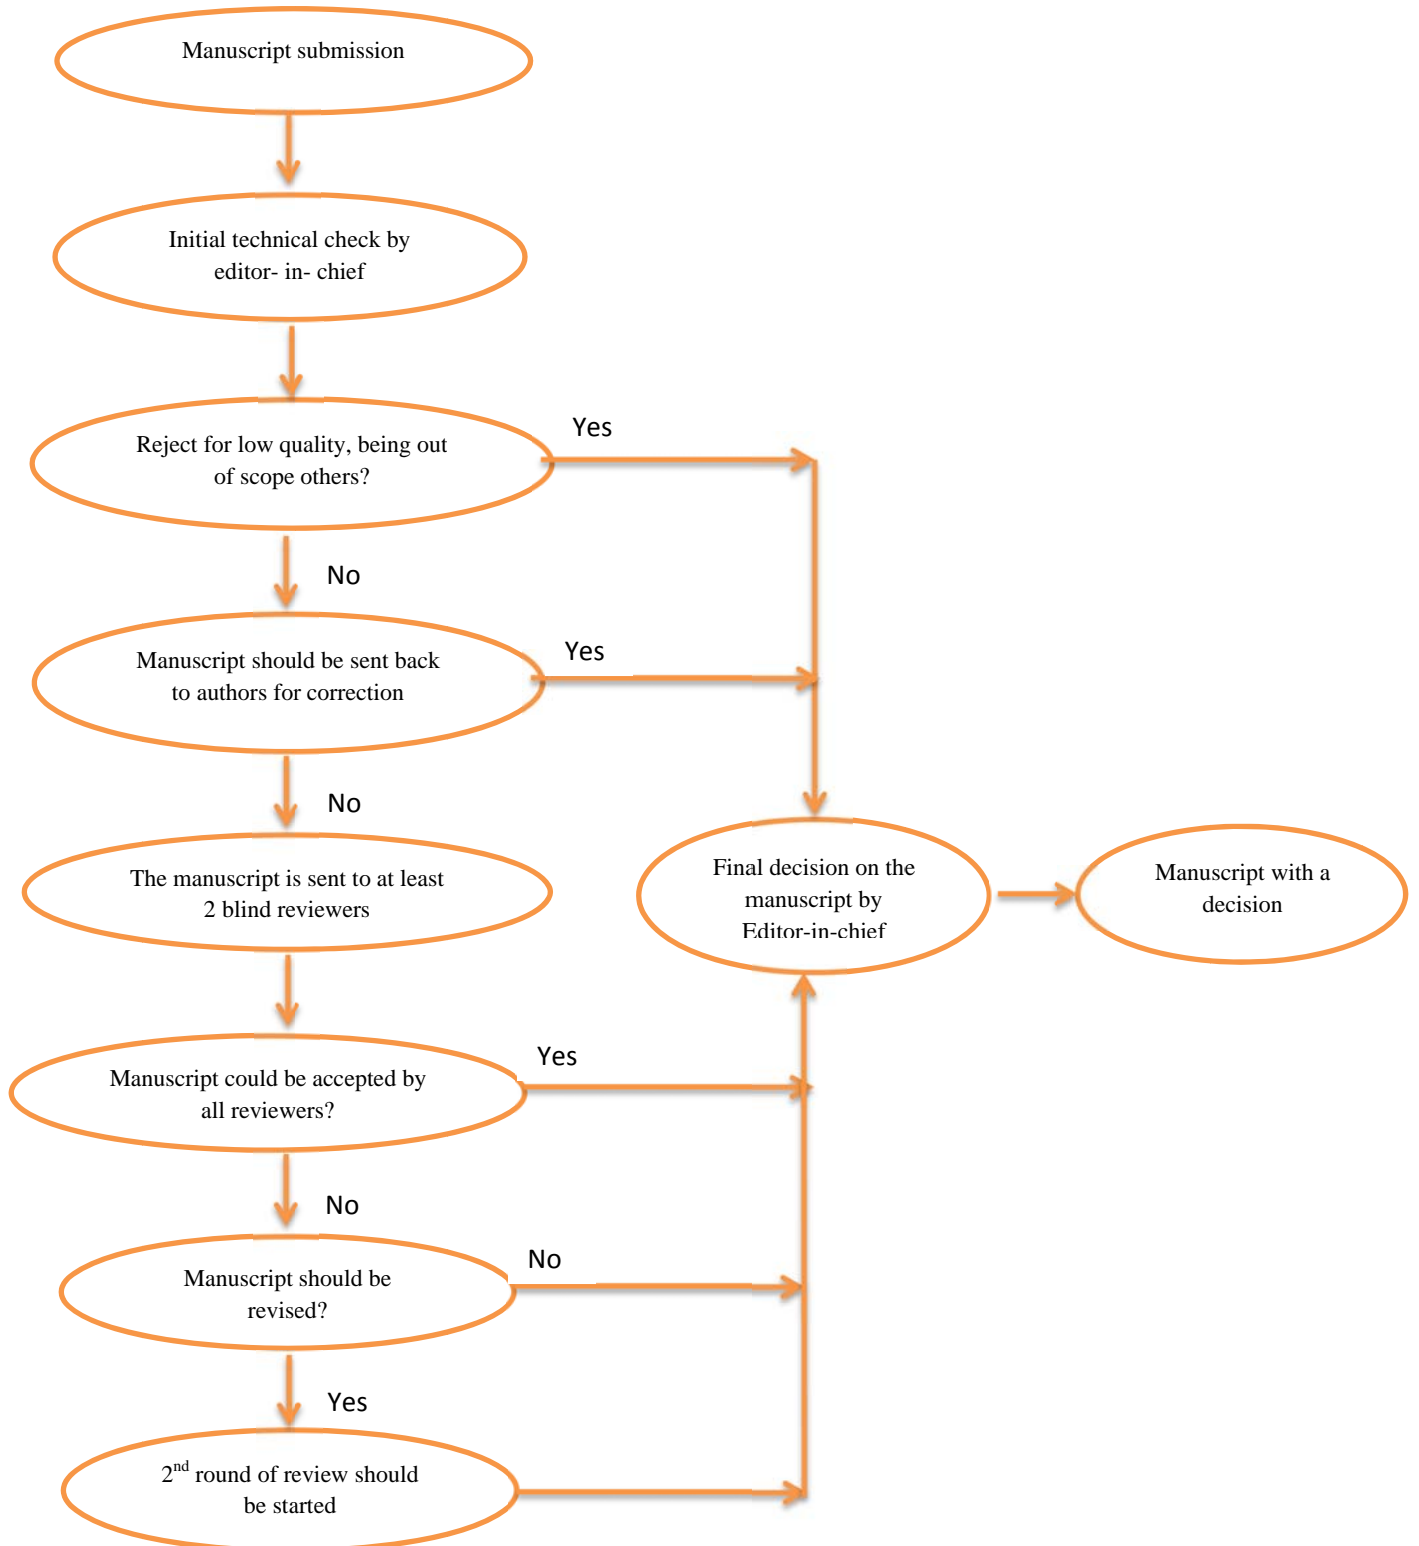 Manuscript submission
Initial technical check by
editor- in- chief
Reject for low quality, being out
of scope others?
Yes
No
Manuscript should be sent back
to authors for correction
Yes
No
The manuscript is sent to at least
2 blind reviewers
Final decision on the
manuscript by
Editor-in-chief
Manuscript with a
decision
Manuscript could be accepted by
all reviewers?
Yes
No
Manuscript should be
revised?
No
Yes
2nd round of review should
be started